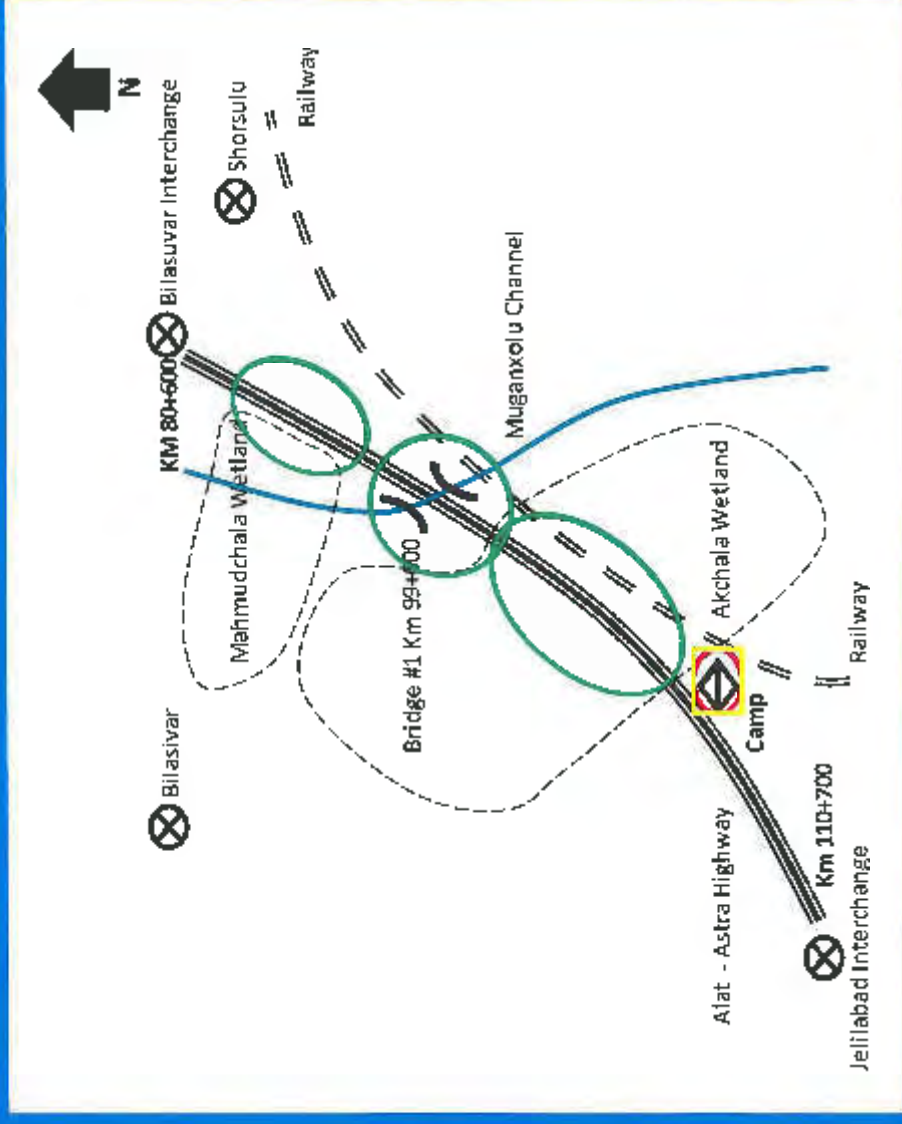 N
Bilasuvar Interchange
KM 80+600
Shorsulu
Railway
Mahmudchala Wetland
Bilasivar
Muganxolu Channel
Bridge #1 Km 99+600
Akchala Wetland
Camp
Railway
Alat - Astra Highway
Km 110+700
Jelilabad Interchange